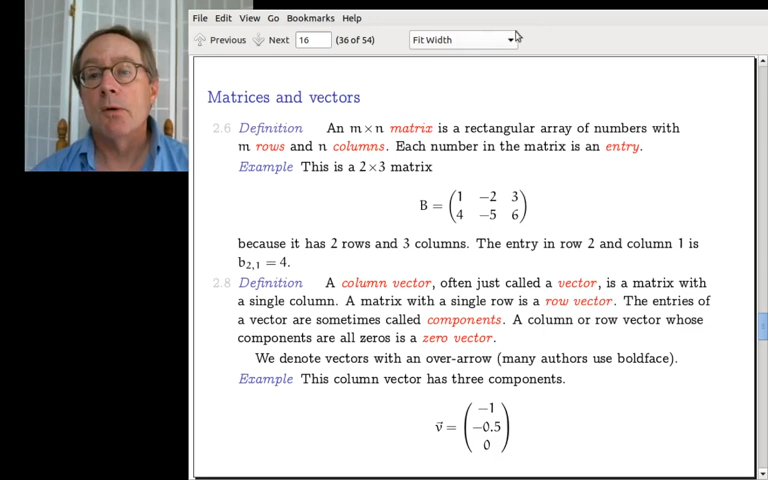 File Edit View Go Bookmarks Help
Previous Next 16 (36 of 54) Fit Width
Matrices and vectors
2.6 Definition An m×n matrix is a rectangular array of numbers with
m rows and n columns. Each number in the matrix is an entry.
Example This is a 2×3 matrix
B = (1 −2 3
4 −5 6)
because it has 2 rows and 3 columns. The entry in row 2 and column 1 is
b2,1 = 4.
2.8 Definition A column vector, often just called a vector, is a matrix with
a single column. A matrix with a single row is a row vector. The entries of
a vector are sometimes called components. A column or row vector whose
components are all zeros is a zero vector.
We denote vectors with an over-arrow (many authors use boldface).
Example This column vector has three components.
v⃗ = (−1
−0.5
0)